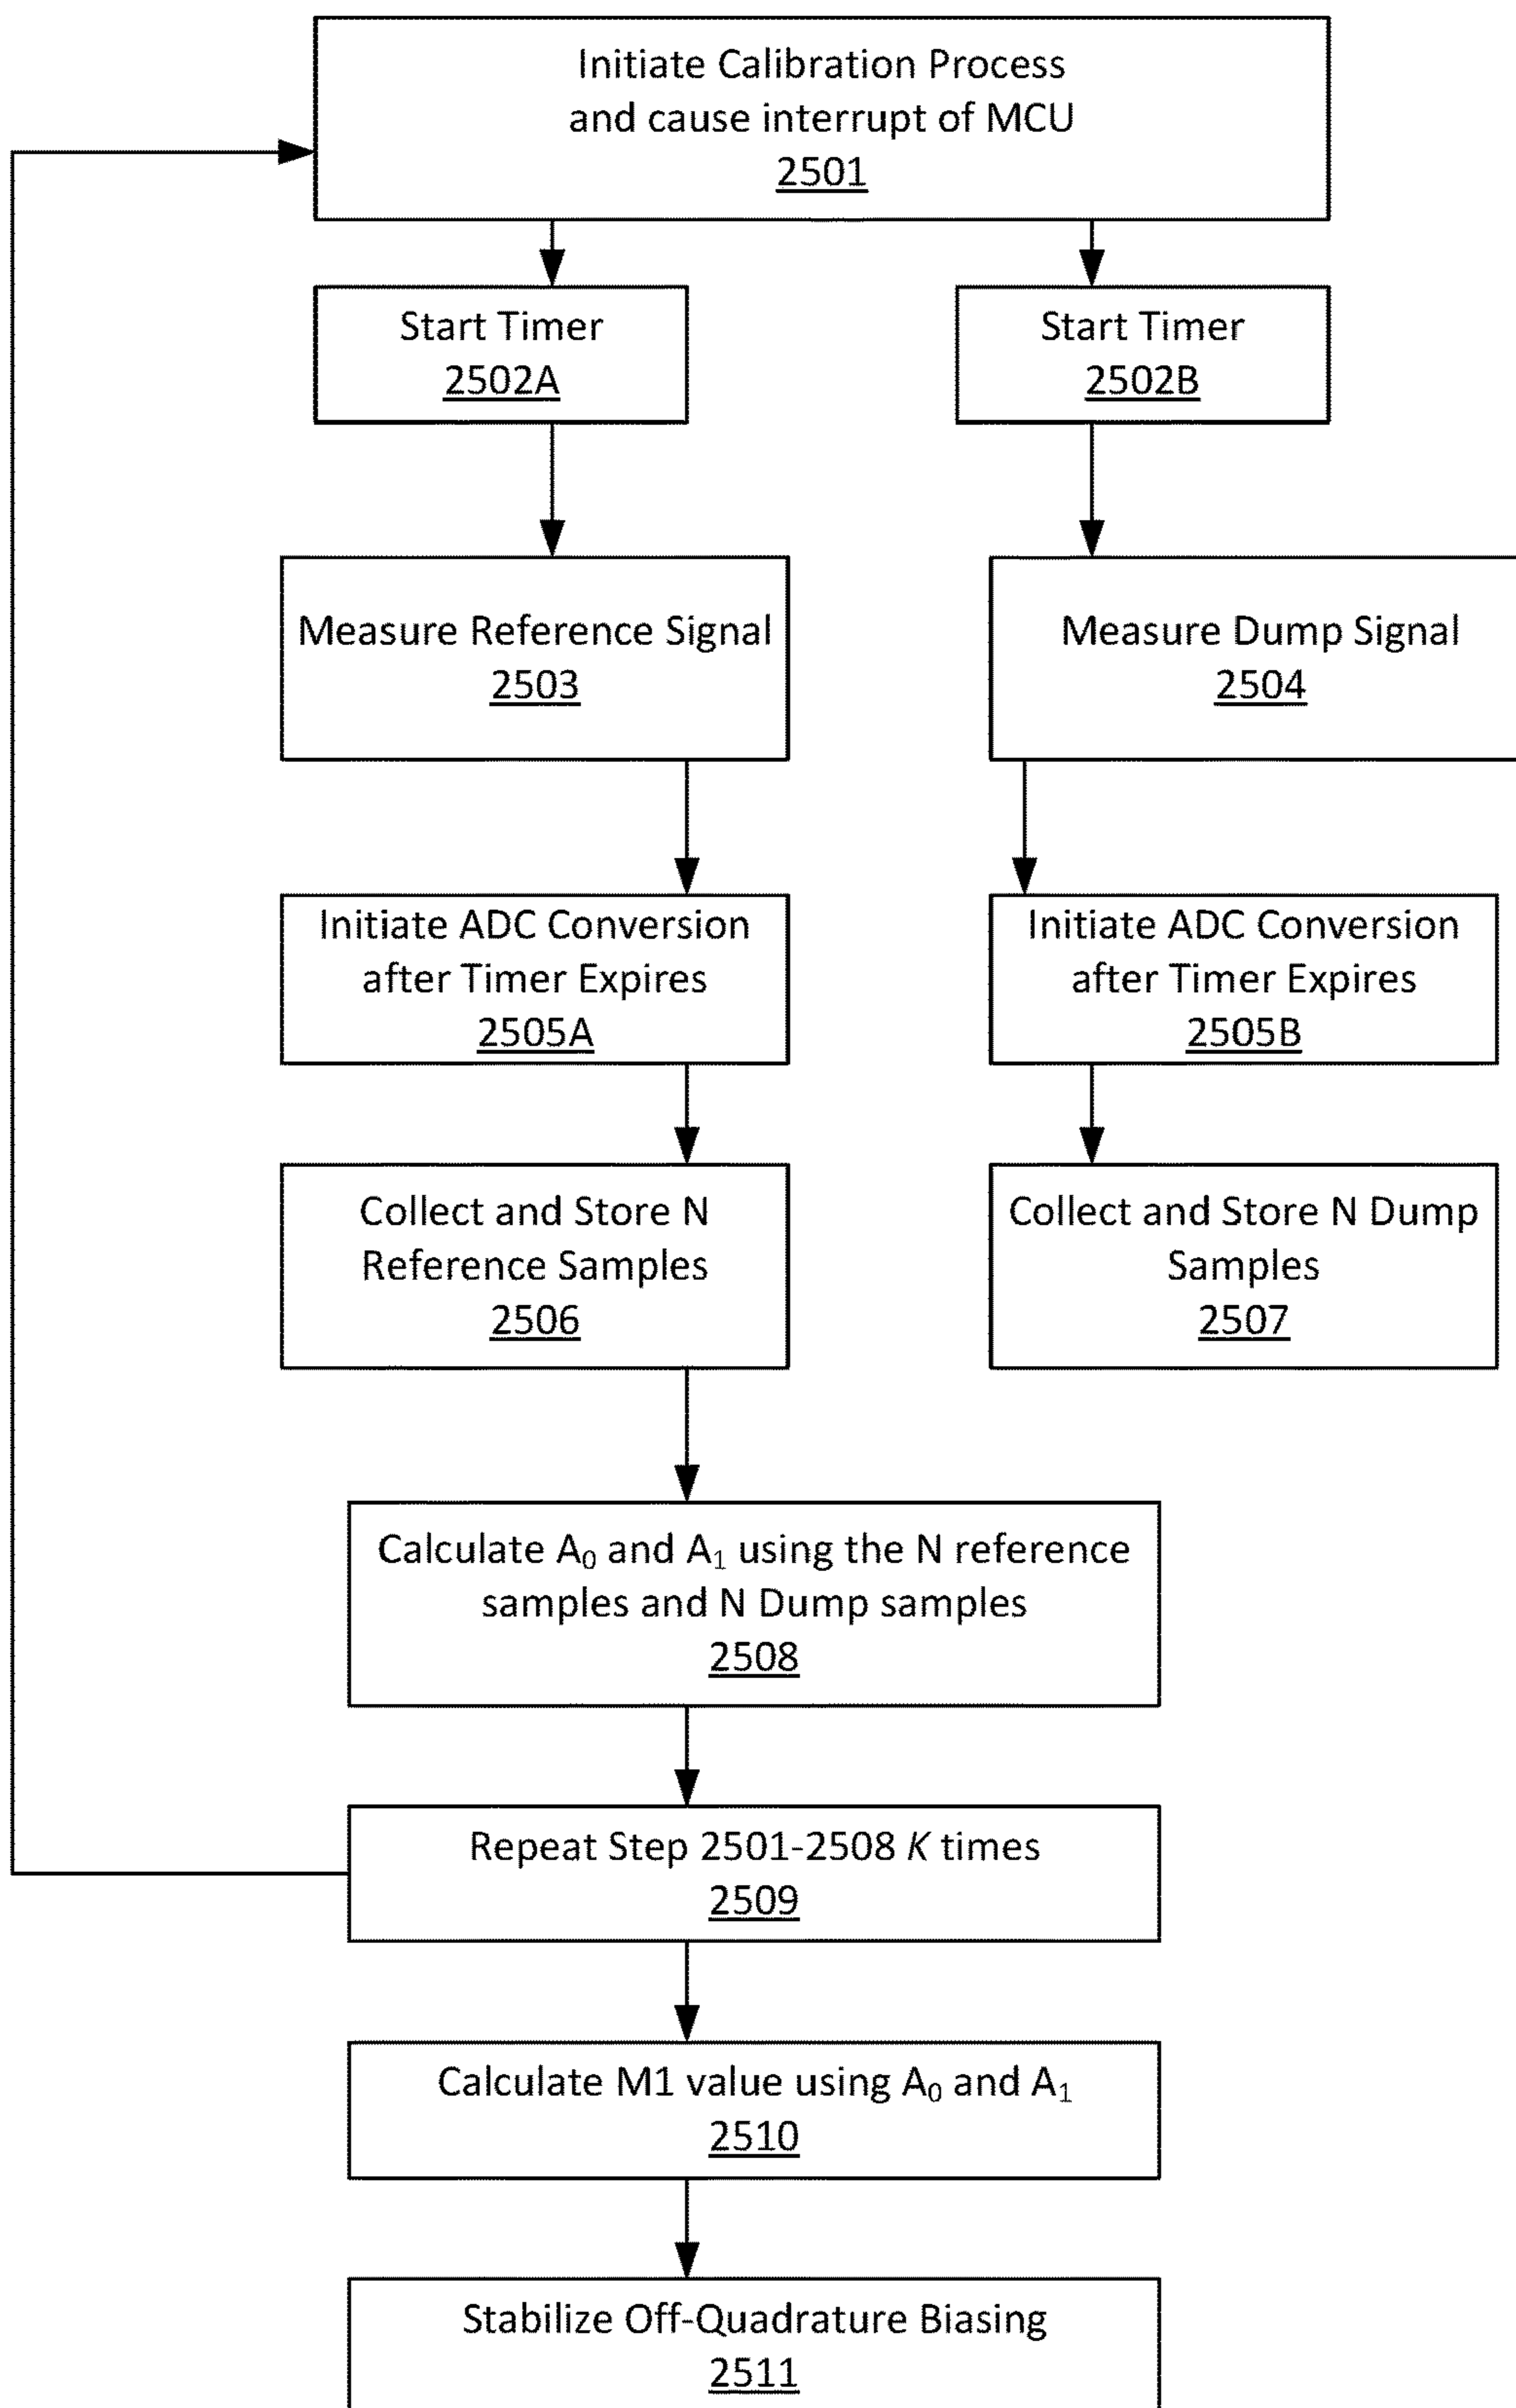 Initiate Calibration Process
and cause interrupt of MCU
2501
Start Timer
2502A
Start Timer
2502B
Measure Reference Signal
2503
Measure Dump Signal
2504
Initiate ADC Conversion
after Timer Expires
2505A
Initiate ADC Conversion
after Timer Expires
2505B
Collect and Store N
Reference Samples
2506
Collect and Store N Dump
Samples
2507
Calculate A₀ and A₁ using the N reference
samples and N Dump samples
2508
Repeat Step 2501-2508 K times
2509
Calculate M1 value using A₀ and A₁
2510
Stabilize Off-Quadrature Biasing
2511